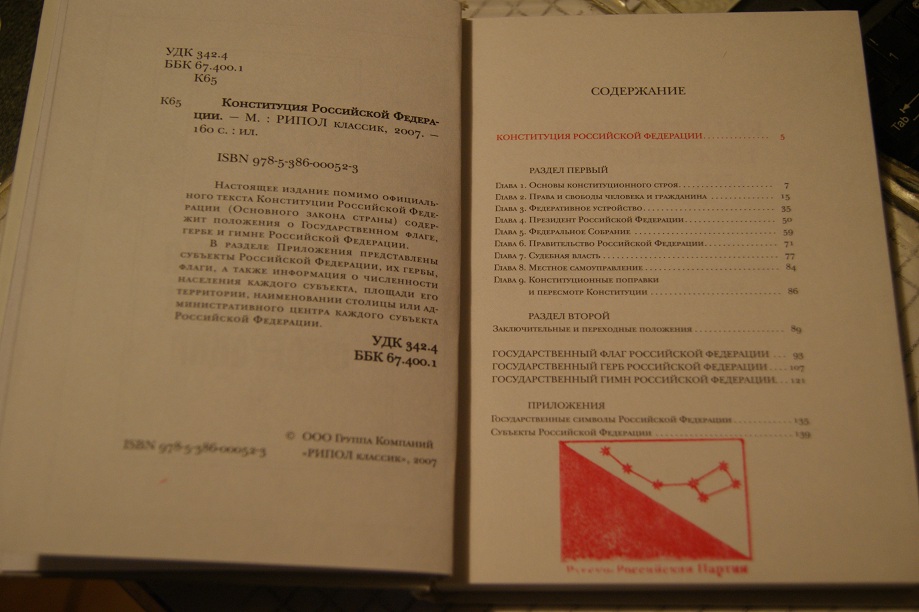 УДК 342.4
ББК 67.400.1
К65
К65 Конституция Российской Федера-
ции. — М. : РИПОЛ классик, 2007. —
160 с. : ил.
ISBN 978-5-386-00052-3
Настоящее издание помимо официаль-
ного текста Конституции Российской Феде-
рации (Основного закона страны) содер-
жит положения о Государственном флаге,
гербе и гимне Российской Федерации.
В разделе Приложения представлены
субъекты Российской Федерации, их гербы,
флаги, а также информация о численности
населения каждого субъекта, площади его
территории, наименовании столицы или ад-
министративного центра каждого субъекта
Российской Федерации.
УДК 342.4
ББК 67.400.1
© ООО Группа Компаний
«РИПОЛ классик», 2007
ISBN 978-5-386-00052-3
СОДЕРЖАНИЕ
КОНСТИТУЦИЯ РОССИЙСКОЙ ФЕДЕРАЦИИ. . . . . . . . . . . . 5
РАЗДЕЛ ПЕРВЫЙ
Глава 1. Основы конституционного строя. . . . . . . . . . . . . . . 7
Глава 2. Права и свободы человека и гражданина . . . . . . . . . . 15
Глава 3. Федеративное устройство . . . . . . . . . . . . . . . . . . 35
Глава 4. Президент Российской Федерации . . . . . . . . . . . . . 50
Глава 5. Федеральное Собрание . . . . . . . . . . . . . . . . . . . 59
Глава 6. Правительство Российской Федерации. . . . . . . . . . . 71
Глава 7. Судебная власть . . . . . . . . . . . . . . . . . . . . . . 77
Глава 8. Местное самоуправление . . . . . . . . . . . . . . . . . . 84
Глава 9. Конституционные поправки
и пересмотр Конституции . . . . . . . . . . . . . . . . . 86
РАЗДЕЛ ВТОРОЙ
Заключительные и переходные положения . . . . . . . . . . . . . 89
ГОСУДАРСТВЕННЫЙ ФЛАГ РОССИЙСКОЙ ФЕДЕРАЦИИ . . . . 93
ГОСУДАРСТВЕННЫЙ ГЕРБ РОССИЙСКОЙ ФЕДЕРАЦИИ . . . . 107
ГОСУДАРСТВЕННЫЙ ГИМН РОССИЙСКОЙ ФЕДЕРАЦИИ. . . . 121
ПРИЛОЖЕНИЯ
Государственные символы Российской Федерации . . . . . . . . . 135
Субъекты Российской Федерации . . . . . . . . . . . . . . . . . . 139
Российская Партия
Tab